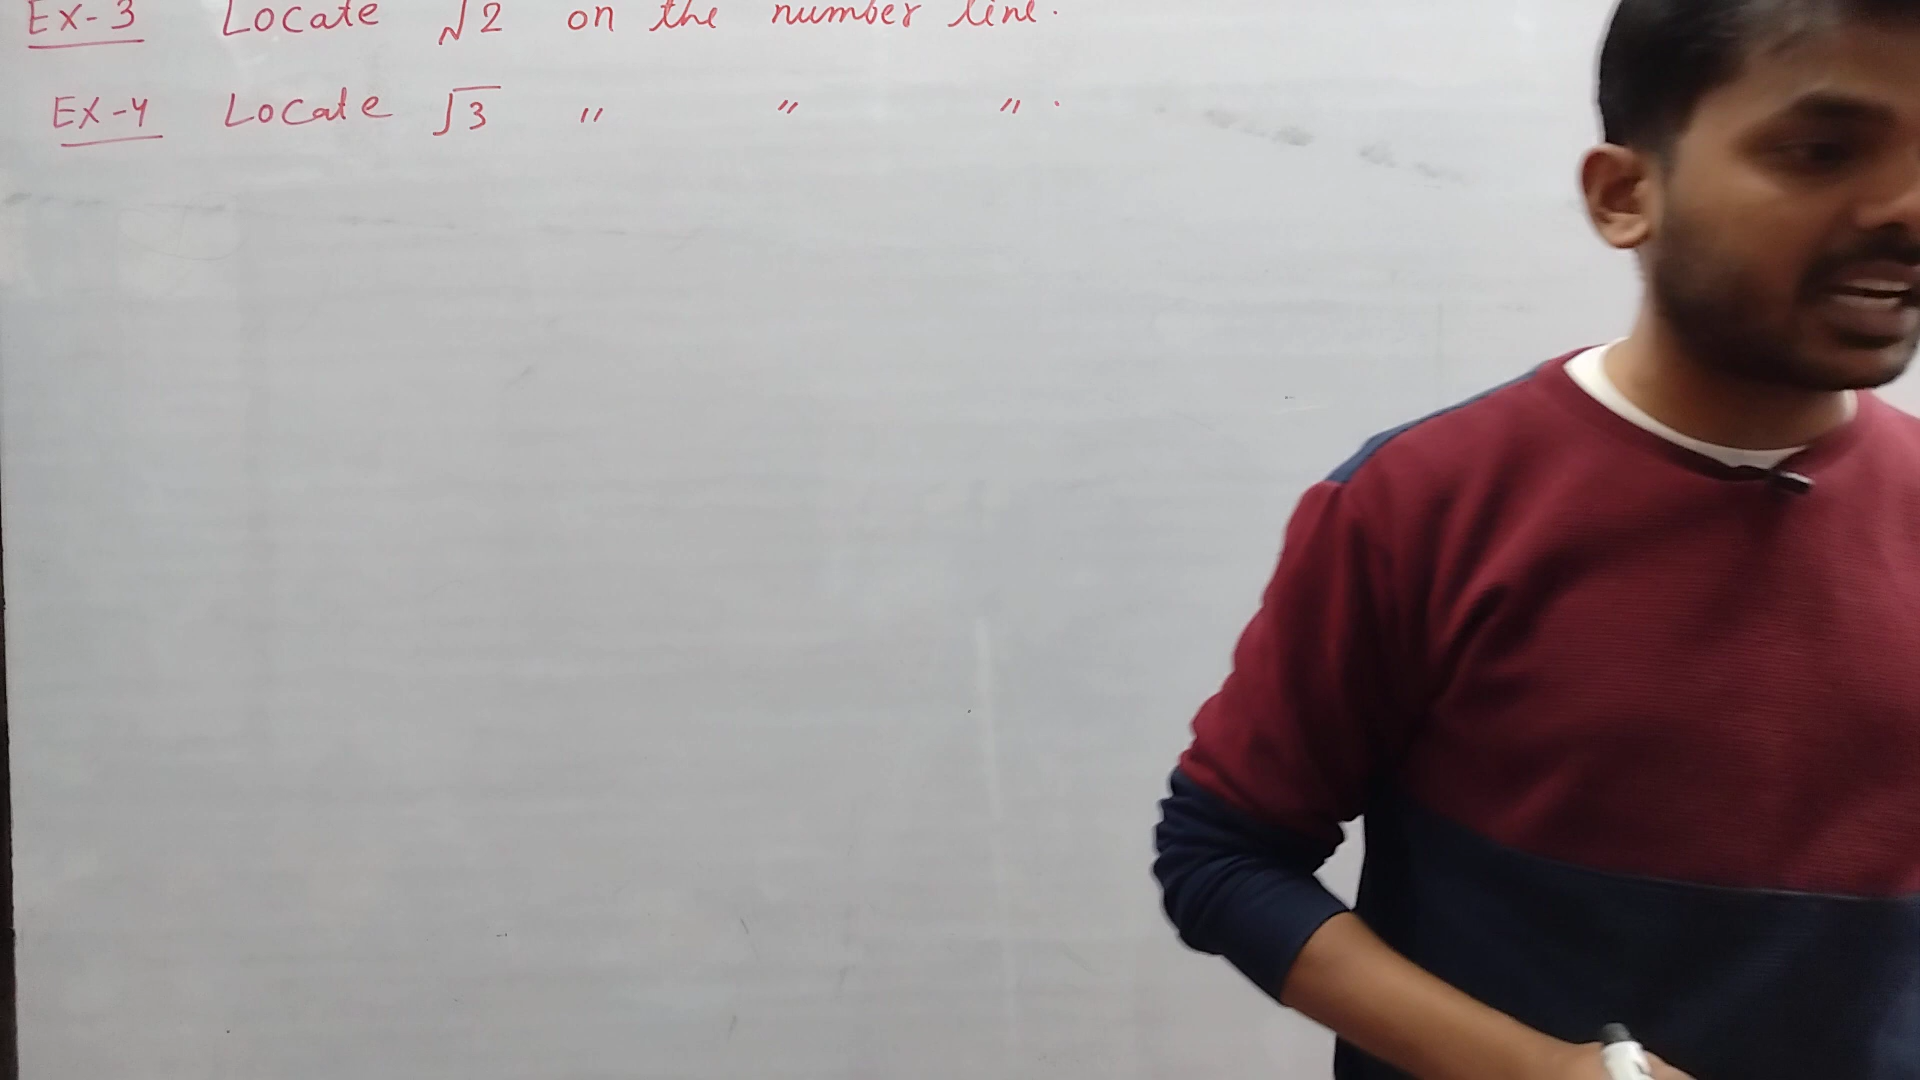 Ex-3 Locate √2 on the number line.
Ex-4 Locate √3 " " " .